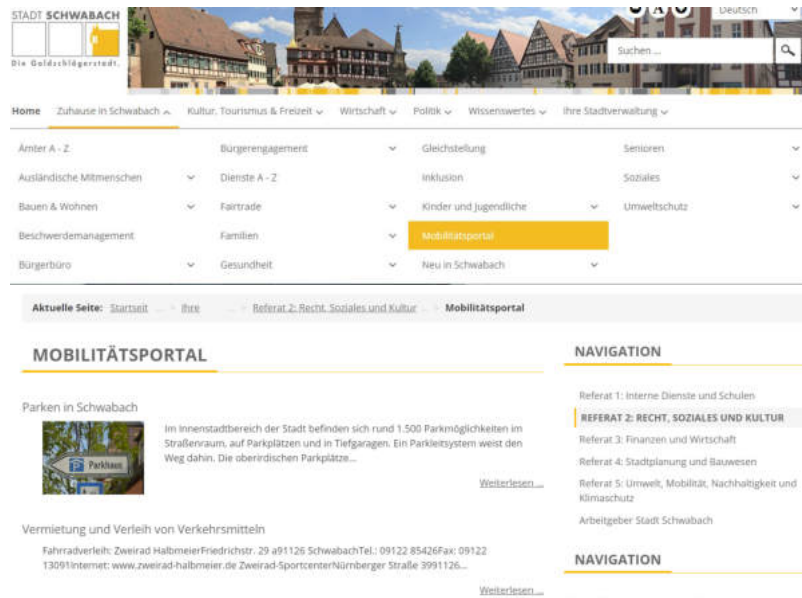 STADT SCHWABACH
Die Goldschlägerstadt.
A
Deutsch
Suchen ...
Home Zuhause in Schwabach Kultur, Tourismus & Freizeit Wirtschaft Politik Wissenswertes Ihre Stadtverwaltung
Ämter A - Z Bürgerengagement Gleichstellung Senioren
Ausländische Mitmenschen Dienste A - Z Inklusion Soziales
Bauen & Wohnen Fairtrade Kinder und Jugendliche Umweltschutz
Beschwerdemanagement Familien Mobilitätsportal
Bürgerbüro Gesundheit Neu in Schwabach
Aktuelle Seite: Startseit ... Ihre ... Referat 2: Recht, Soziales und Kultur ... Mobilitätsportal
MOBILITÄTSPORTAL
Parken in Schwabach
Parkhaus
Im Innenstadtbereich der Stadt befinden sich rund 1.500 Parkmöglichkeiten im
Straßenraum, auf Parkplätzen und in Tiefgaragen. Ein Parkleitsystem weist den
Weg dahin. Die oberirdischen Parkplätze...
Weiterlesen ...
Vermietung und Verleih von Verkehrsmitteln
Fahrradverleih: Zweirad HalbmeierFriedrichstr. 29 a91126 SchwabachTel.: 09122 85426Fax: 09122
13091Internet: www.zweirad-halbmeier.de Zweirad-SportcenterNürnberger Straße 3991126...
Weiterlesen ...
NAVIGATION
Referat 1: Interne Dienste und Schulen
REFERAT 2: RECHT, SOZIALES UND KULTUR
Referat 3: Finanzen und Wirtschaft
Referat 4: Stadtplanung und Bauwesen
Referat 5: Umwelt, Mobilität, Nachhaltigkeit und
Klimaschutz
Arbeitgeber Stadt Schwabach
NAVIGATION